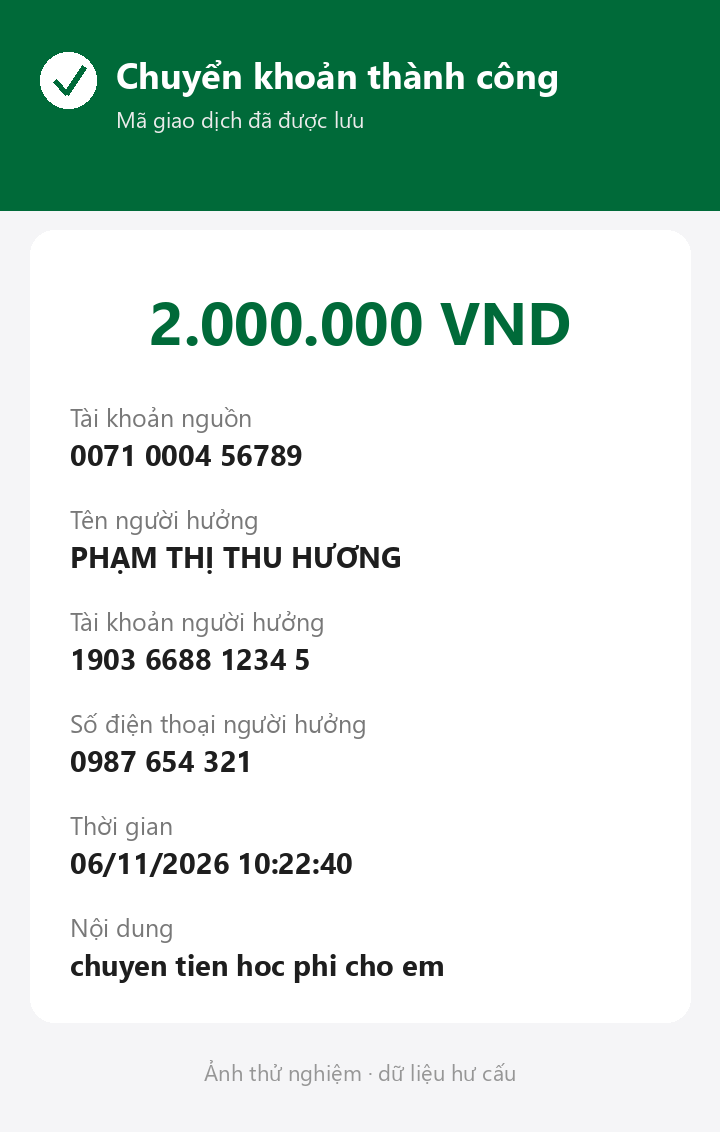 Chuyển khoản thành công
Mã giao dịch đã được lưu
2.000.000 VND
Tài khoản nguồn
0071 0004 56789
Tên người hưởng
PHẠM THỊ THU HƯƠNG
Tài khoản người hưởng
1903 6688 1234 5
Số điện thoại người hưởng
0987 654 321
Thời gian
06/11/2026 10:22:40
Nội dung
chuyen tien hoc phi cho em
Ảnh thử nghiệm · dữ liệu hư cấu